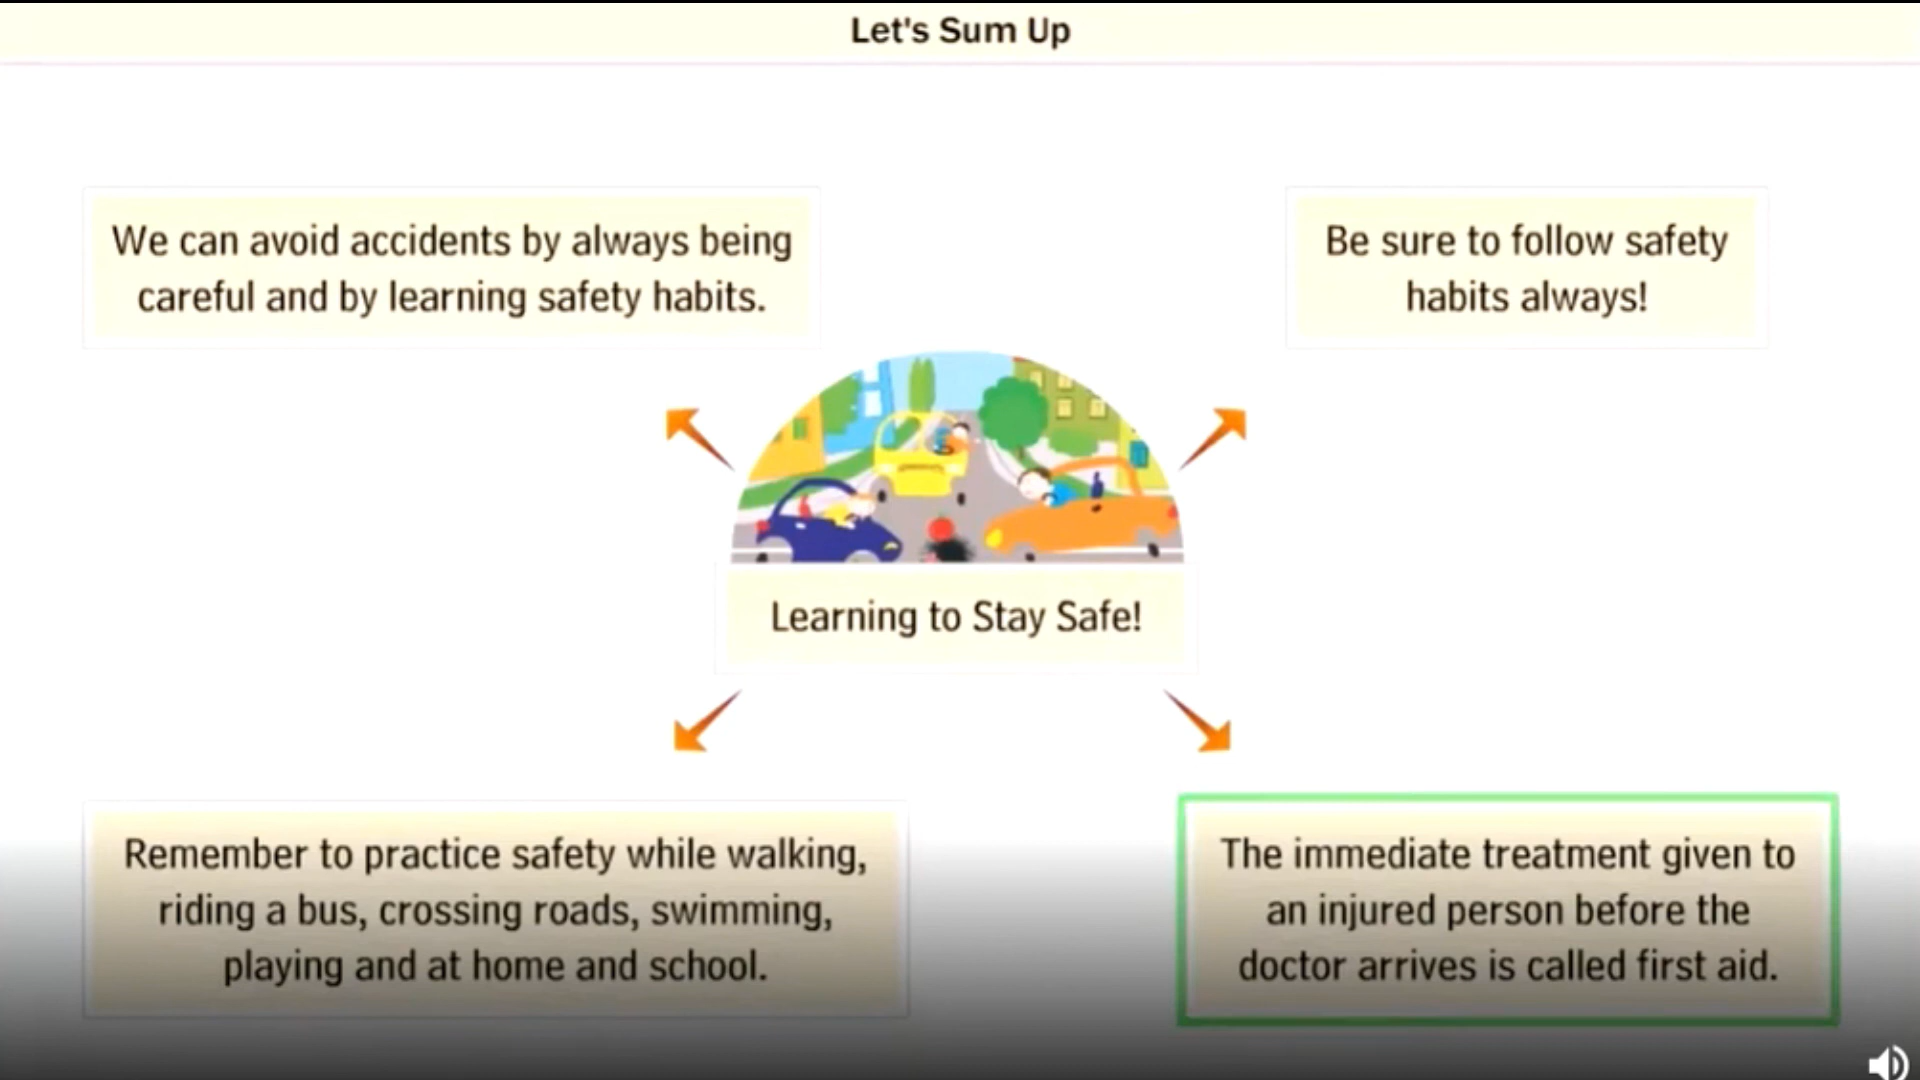 Let's Sum Up
We can avoid accidents by always being
careful and by learning safety habits.
Be sure to follow safety
habits always!
Learning to Stay Safe!
Remember to practice safety while walking,
riding a bus, crossing roads, swimming,
playing and at home and school.
The immediate treatment given to
an injured person before the
doctor arrives is called first aid.